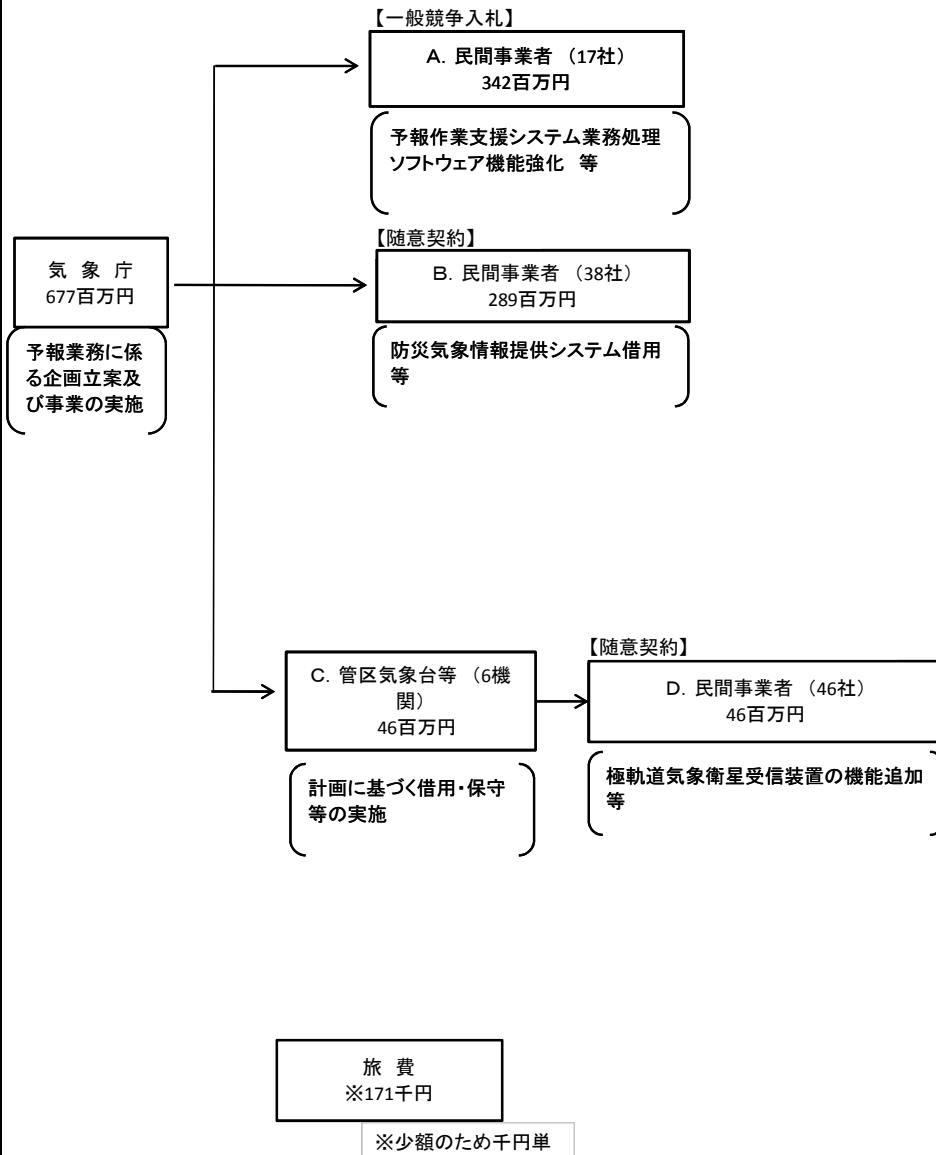 【一般競争入札】
A. 民間事業者 （17社）
342百万円
予報作業支援システム業務処理
ソフトウェア機能強化 等
気 象 庁
677百万円
予報業務に係
る企画立案及
び事業の実施
【随意契約】
B. 民間事業者 （38社）
289百万円
防災気象情報提供システム借用
等
C. 管区気象台等 （6機
関）
46百万円
計画に基づく借用・保守
等の実施
【随意契約】
D. 民間事業者 （46社）
46百万円
極軌道気象衛星受信装置の機能追加
等
旅 費
※171千円
※少額のため千円単